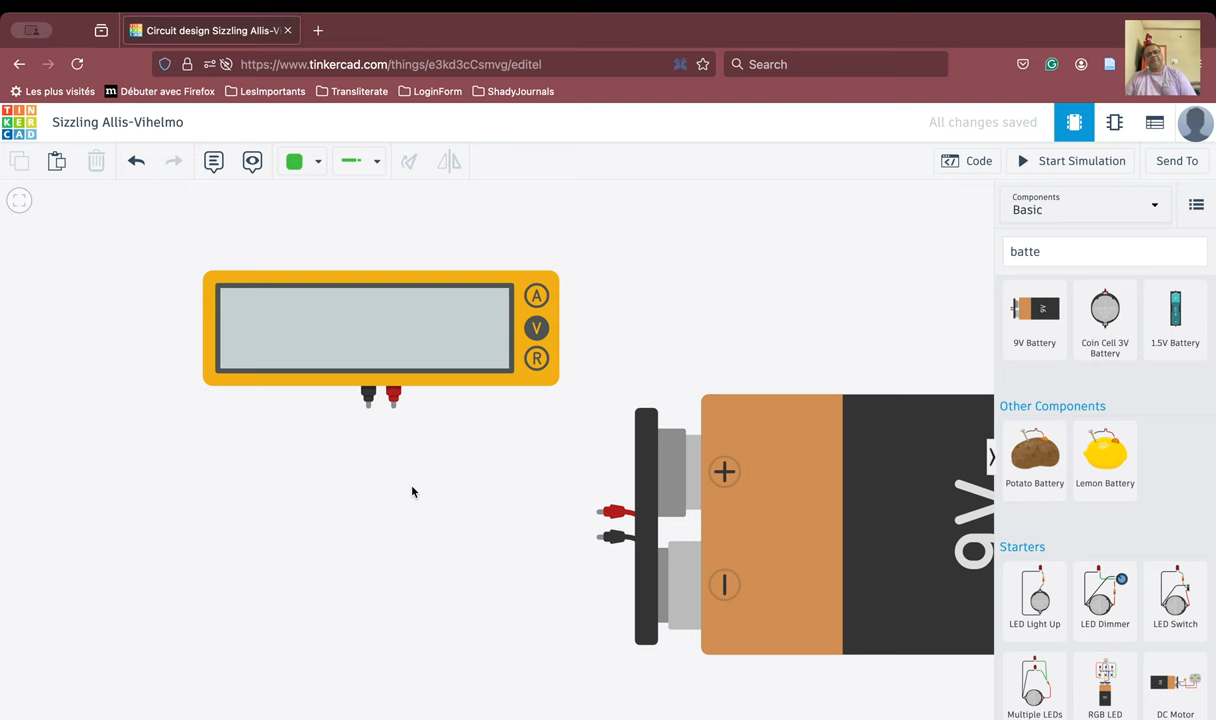 Circuit design Sizzling Allis-Vi
https://www.tinkercad.com/things/e3kd3cCsmvg/editel
Search
Les plus visités
Débuter avec Firefox
LesImportants
Transliterate
LoginForm
ShadyJournals
TIN
KER
CAD
Sizzling Allis-Vihelmo
All changes saved
Code
Start Simulation
Send To
Components
Basic
batte
A
V
R
+
9V
9V Battery
Coin Cell 3V
Battery
1.5V Battery
Other Components
Potato Battery
Lemon Battery
Starters
LED Light Up
LED Dimmer
LED Switch
Multiple LEDs
RGB LED
DC Motor